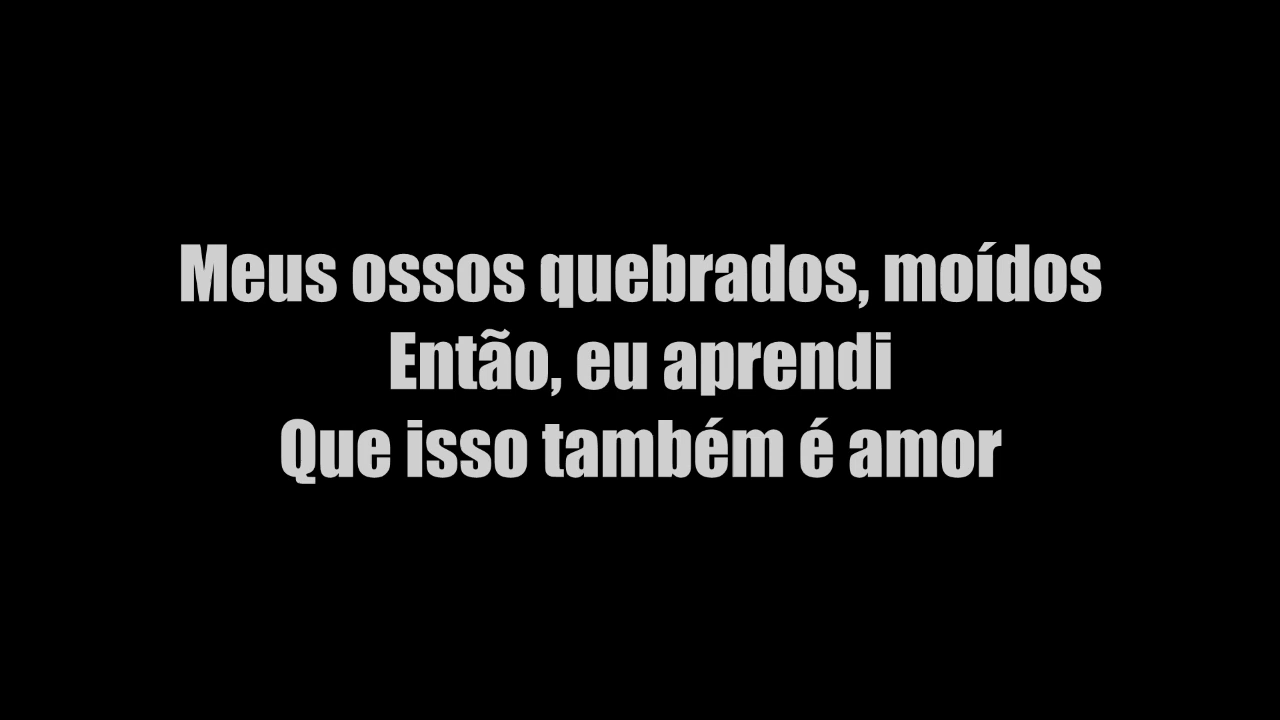 Meus ossos quebrados, moídos
Então, eu aprendi
Que isso também é amor